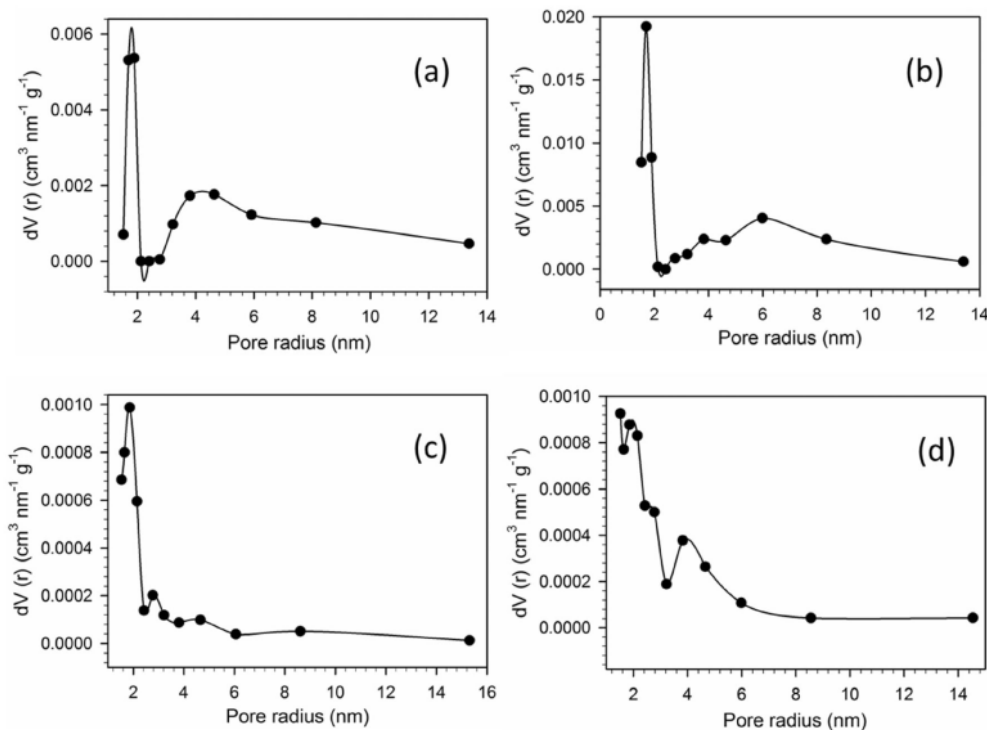 (a)
dV (r) (cm³ nm⁻¹ g⁻¹)
0.006
0.004
0.002
0.000
2 4 6 8 10 12 14
Pore radius (nm)
(b)
dV (r) (cm³ nm⁻¹ g⁻¹)
0.020
0.015
0.010
0.005
0.000
0 2 4 6 8 10 12 14
Pore radius (nm)
(c)
dV (r) (cm³ nm⁻¹ g⁻¹)
0.0010
0.0008
0.0006
0.0004
0.0002
0.0000
2 4 6 8 10 12 14 16
Pore radius (nm)
(d)
dV (r) (cm³ nm⁻¹ g⁻¹)
0.0010
0.0008
0.0006
0.0004
0.0002
0.0000
2 4 6 8 10 12 14
Pore radius (nm)